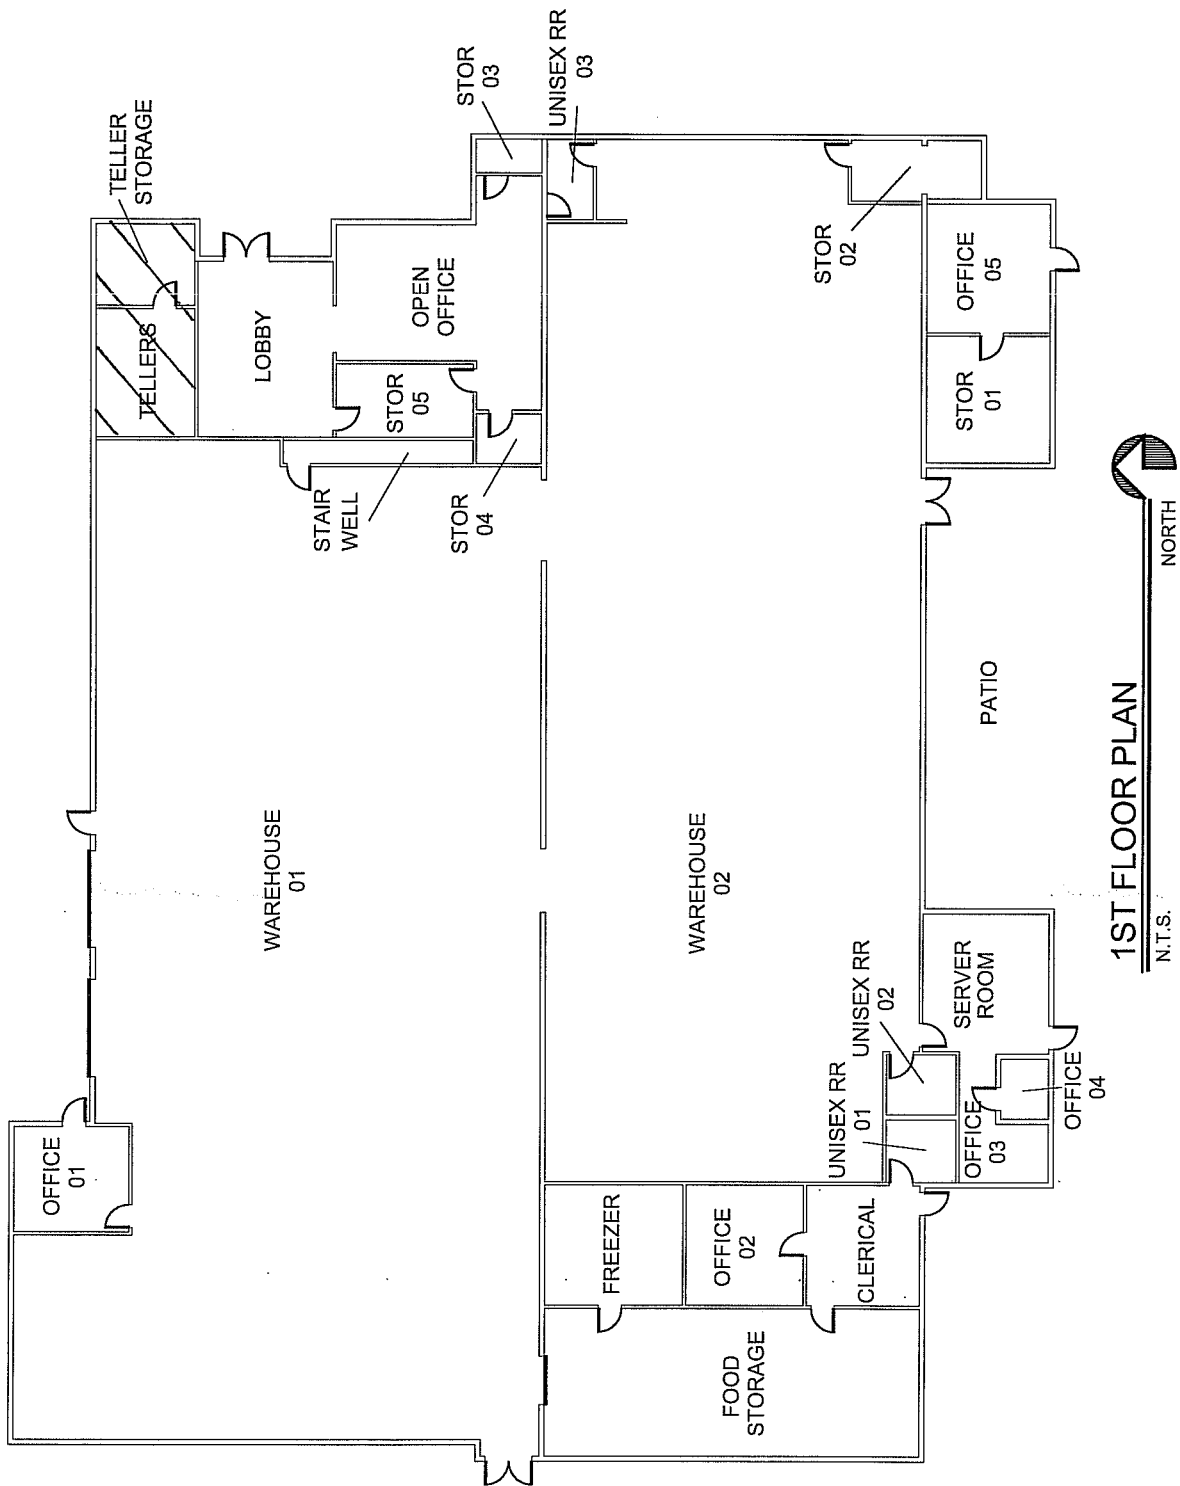 OFFICE
01
WAREHOUSE
01
TELLERS
TELLER
STORAGE
LOBBY
STAIR
WELL
STOR
05
OPEN
OFFICE
STOR
04
STOR
03
UNISEX RR
03
FREEZER
OFFICE
02
CLERICAL
FOOD
STORAGE
WAREHOUSE
02
UNISEX RR
01
UNISEX RR
02
STOR
02
OFFICE
03
OFFICE
04
SERVER
ROOM
PATIO
STOR
01
OFFICE
05
1ST FLOOR PLAN
N.T.S.
NORTH